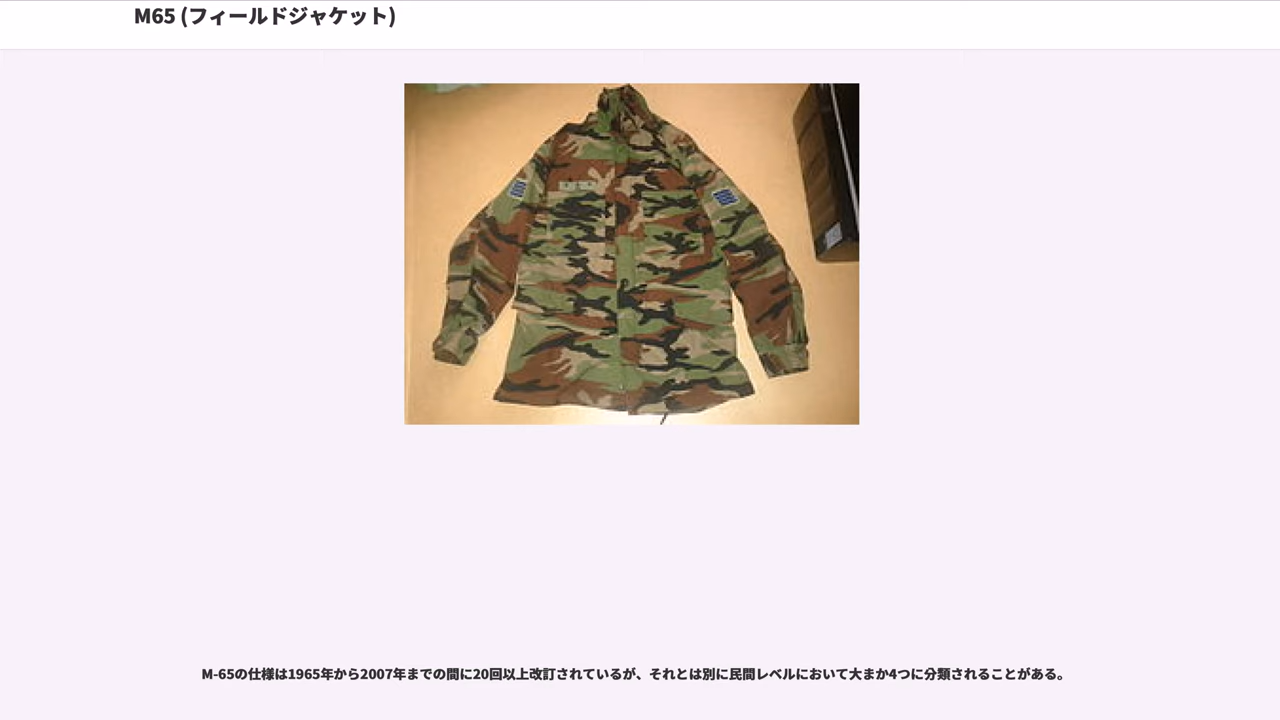 M65 (フィールドジャケット)
M-65の仕様は1965年から2007年までの間に20回以上改訂されているが、それとは別に民間レベルにおいて大まか4つに分類されることがある。